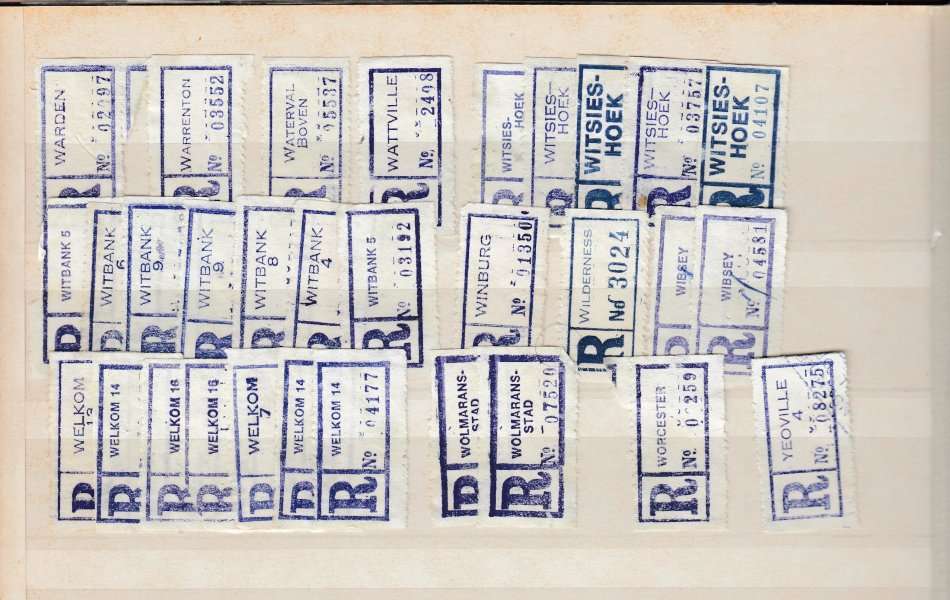 WARDEN
R
Nº 02097
WARRENTON
R
Nº 03552
WATERVAL
BOVEN
R
Nº 05537
WATTVILLE
R
Nº 2408
WITSIES-
HOEK
R
WITSIES-
HOEK
R
WITSIES-
HOEK
R
WITSIES-
HOEK
R
Nº 03757
WITSIES-
HOEK
R
Nº 04107
WITBANK 5
R
WITBANK
6
R
WITBANK
9
R
WITBANK
9
R
WITBANK
8
R
WITBANK
4
R
WITBANK 5
R
Nº 03192
WINBURG
R
Nº 01350
WILDERNESS
R
Nº 3024
WIBSEY
R
WIBSEY
R
Nº 04581
WELKOM
R
WELKOM 14
R
WELKOM 16
R
WELKOM
R
WELKOM
7
R
WELKOM 14
R
WELKOM 14
R
Nº 04177
WOLMARANS-
STAD
R
WOLMARANS-
STAD
R
Nº 07520
WORCESTER
R
Nº 0259
YEOVILLE
4
R
Nº 08275